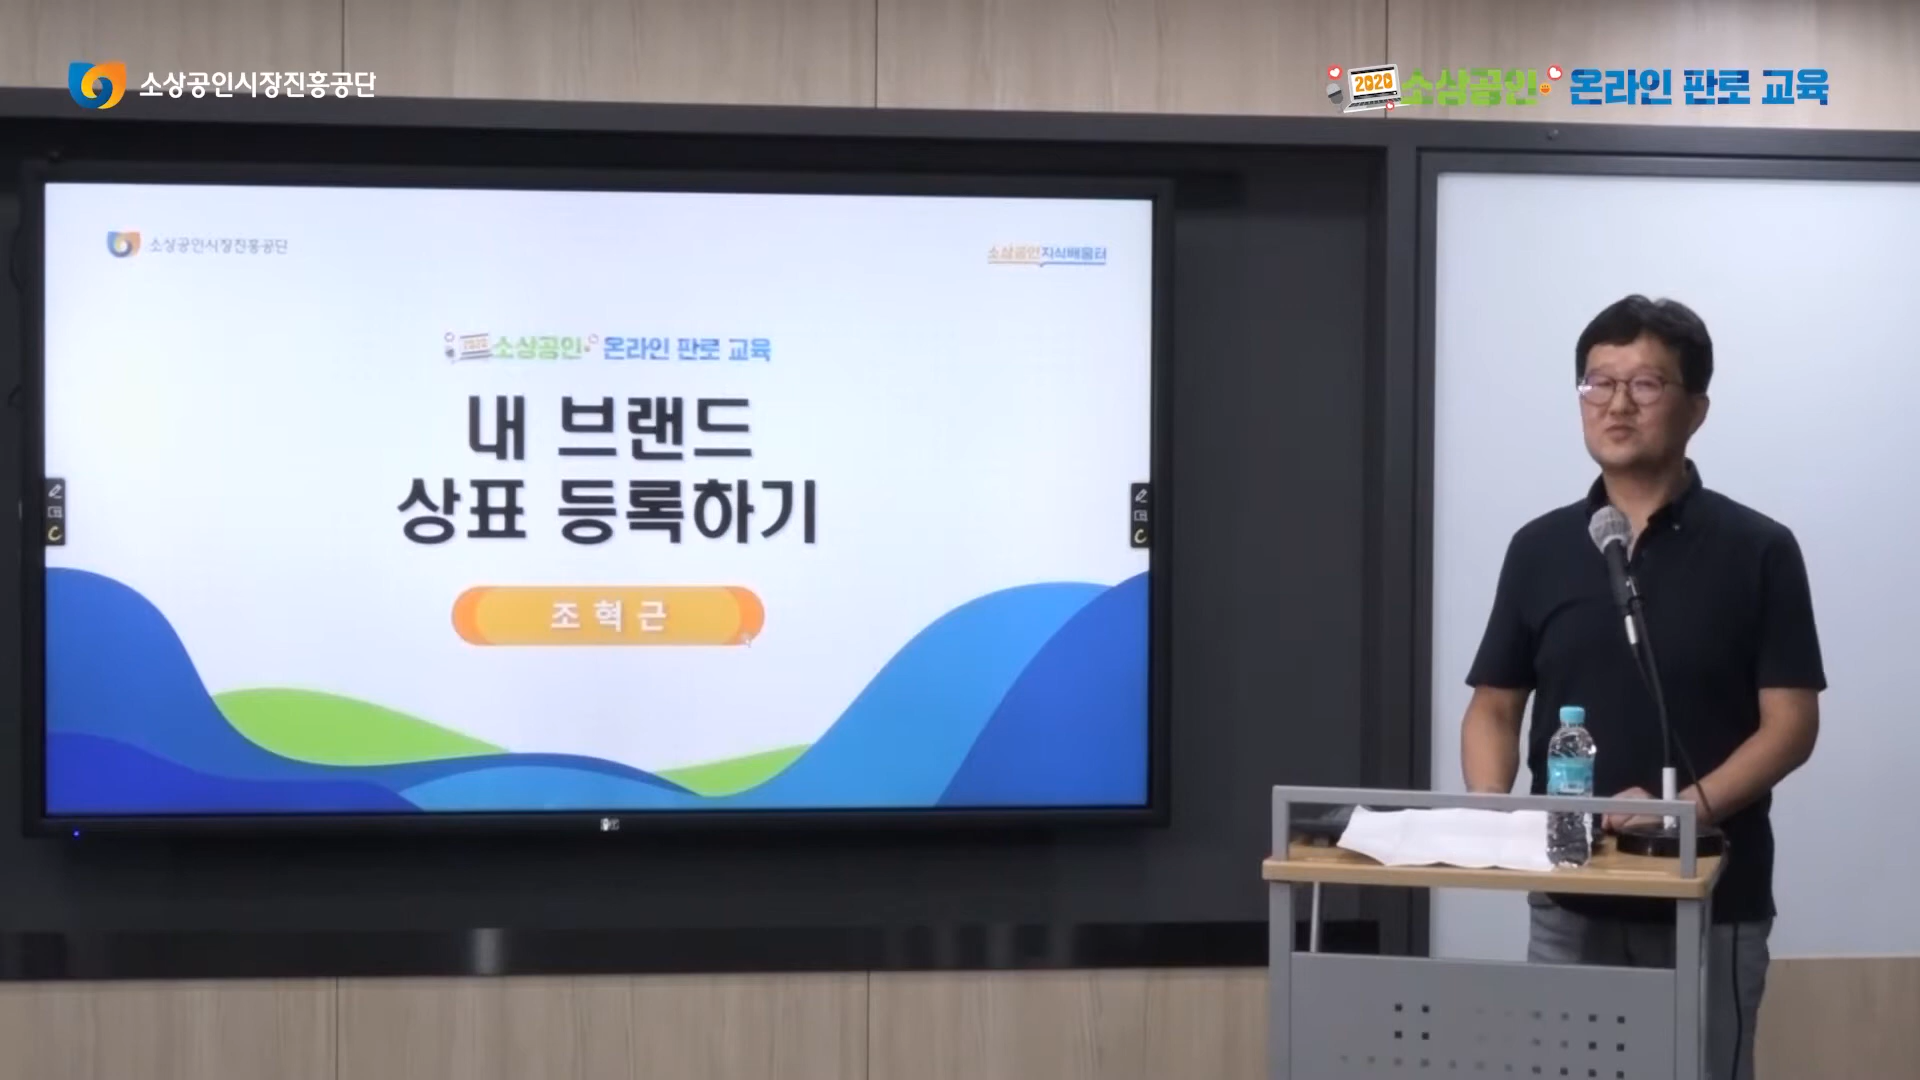 소상공인시장진흥공단
2020 소상공인 온라인 판로 교육
소상공인시장진흥공단
소상공인지식배움터
2020 소상공인 온라인 판로 교육
내 브랜드
상표 등록하기
조혁근